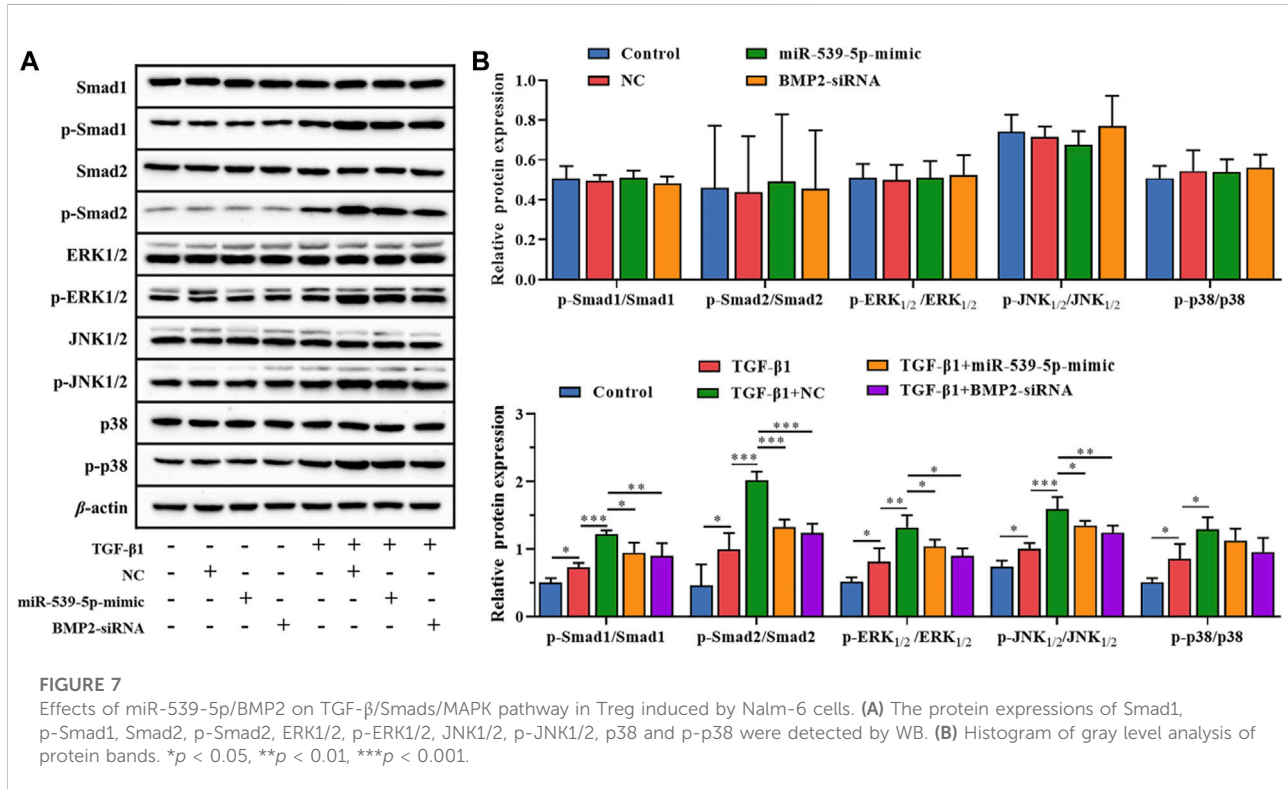 A
Smad1
p-Smad1
Smad2
p-Smad2
ERK1/2
p-ERK1/2
JNK1/2
p-JNK1/2
p38
p-p38
β-actin
TGF-β1 - - - - + + + +
NC - + - - - + - -
miR-539-5p-mimic - - + - - - + -
BMP2-siRNA - - - + - - - +
B
Control miR-539-5p-mimic
NC BMP2-siRNA
Relative protein expression
1.0
0.8
0.6
0.4
0.2
0.0
p-Smad1/Smad1 p-Smad2/Smad2 p-ERK1/2 /ERK1/2 p-JNK1/2/JNK1/2 p-p38/p38
TGF-β1 TGF-β1+miR-539-5p-mimic
Control TGF-β1+NC TGF-β1+BMP2-siRNA
Relative protein expression
3
2
1
0
* *** * **
* *** *** ***
* ** * *
* *** * **
* *
p-Smad1/Smad1 p-Smad2/Smad2 p-ERK1/2 /ERK1/2 p-JNK1/2/JNK1/2 p-p38/p38
FIGURE 7
Effects of miR-539-5p/BMP2 on TGF-β/Smads/MAPK pathway in Treg induced by Nalm-6 cells. (A) The protein expressions of Smad1,
p-Smad1, Smad2, p-Smad2, ERK1/2, p-ERK1/2, JNK1/2, p-JNK1/2, p38 and p-p38 were detected by WB. (B) Histogram of gray level analysis of
protein bands. *p < 0.05, **p < 0.01, ***p < 0.001.